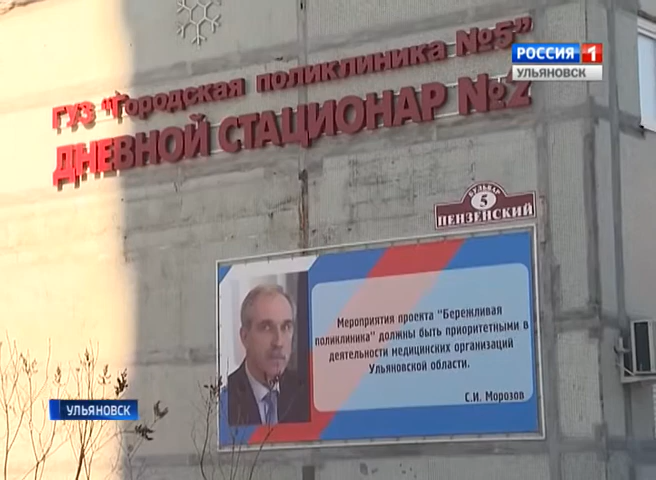 ГУЗ "Городская поликлиника №5"
ДНЕВНОЙ СТАЦИОНАР №2
РОССИЯ 1
УЛЬЯНОВСК
БУЛЬВАР
5
ПЕНЗЕНСКИЙ
Мероприятия проекта "Бережливая
поликлиника" должны быть приоритетными в
деятельности медицинских организаций
Ульяновской области.
С.И. Морозов
УЛЬЯНОВСК